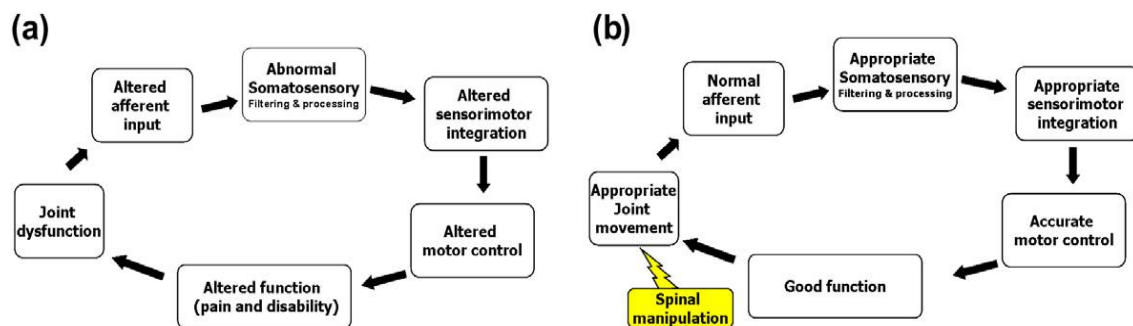 (a)
Altered
afferent
input
Abnormal
Somatosensory
Filtering & processing
Altered
sensorimotor
integration
Altered
motor control
Altered function
(pain and disability)
Joint
dysfunction
(b)
Normal
afferent
input
Appropriate
Somatosensory
Filtering & processing
Appropriate
sensorimotor
integration
Accurate
motor control
Good function
Appropriate
Joint
movement
Spinal
manipulation